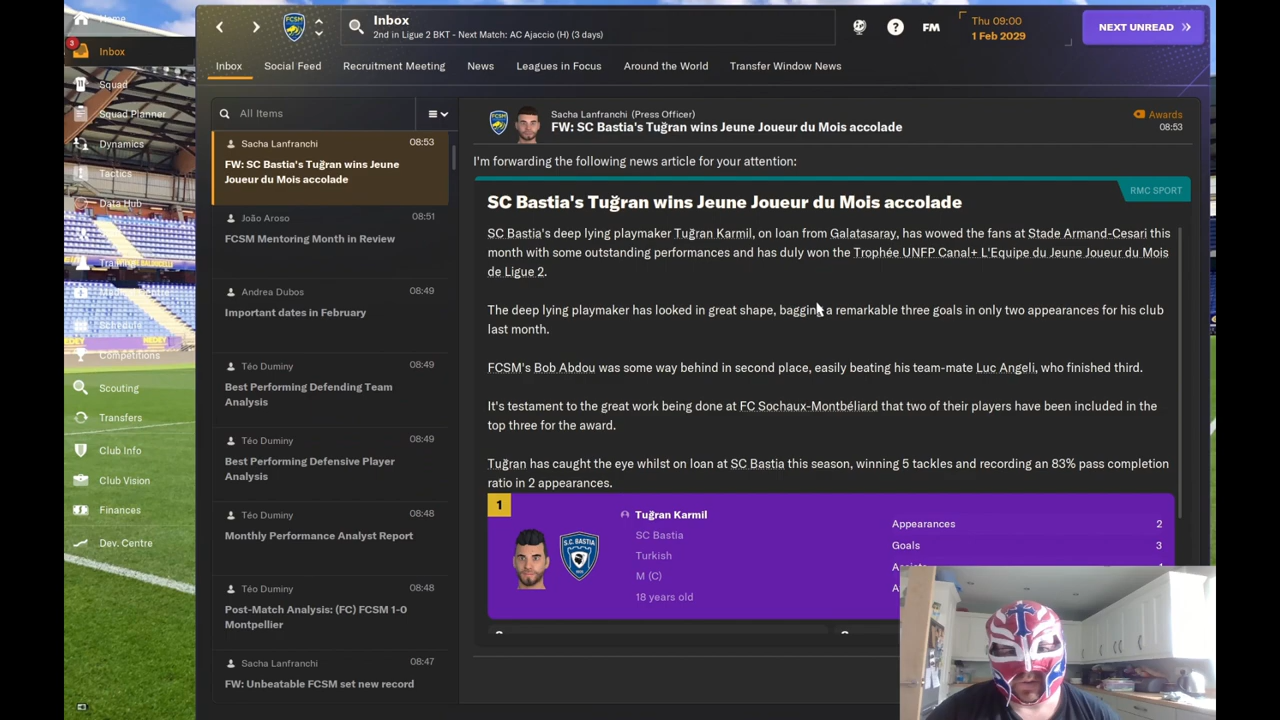 Home
3
Inbox
Squad
Squad Planner
Dynamics
Tactics
Data Hub
Schedule
Competitions
Scouting
Transfers
Club Info
Club Vision
Finances
Dev. Centre
FCSM
Inbox
2nd in Ligue 2 BKT - Next Match: AC Ajaccio (H) (3 days)
?
FM
Thu 09:00
1 Feb 2029
NEXT UNREAD
Inbox
Social Feed
Recruitment Meeting
News
Leagues in Focus
Around the World
Transfer Window News
All Items
Sacha Lanfranchi
08:53
FW: SC Bastia's Tuğran wins Jeune
Joueur du Mois accolade
João Aroso
08:51
FCSM Mentoring Month in Review
Andrea Dubos
08:49
Important dates in February
Téo Duminy
08:49
Best Performing Defending Team
Analysis
Téo Duminy
08:49
Best Performing Defensive Player
Analysis
Téo Duminy
08:48
Monthly Performance Analyst Report
Téo Duminy
08:48
Post-Match Analysis: (FC) FCSM 1-0
Montpellier
Sacha Lanfranchi
08:47
FW: Unbeatable FCSM set new record
Sacha Lanfranchi (Press Officer)
FW: SC Bastia's Tuğran wins Jeune Joueur du Mois accolade
Awards
08:53
I'm forwarding the following news article for your attention:
RMC SPORT
SC Bastia's Tuğran wins Jeune Joueur du Mois accolade
SC Bastia's deep lying playmaker Tuğran Karmil, on loan from Galatasaray, has wowed the fans at Stade Armand-Cesari this
month with some outstanding performances and has duly won the Trophée UNFP Canal+ L'Equipe du Jeune Joueur du Mois
de Ligue 2.
The deep lying playmaker has looked in great shape, bagging a remarkable three goals in only two appearances for his club
last month.
FCSM's Bob Abdou was some way behind in second place, easily beating his team-mate Luc Angeli, who finished third.
It's testament to the great work being done at FC Sochaux-Montbéliard that two of their players have been included in the
top three for the award.
Tuğran has caught the eye whilst on loan at SC Bastia this season, winning 5 tackles and recording an 83% pass completion
ratio in 2 appearances.
1
S.C. BASTIA
Tuğran Karmil
SC Bastia
Turkish
M (C)
18 years old
Appearances
2
Goals
3